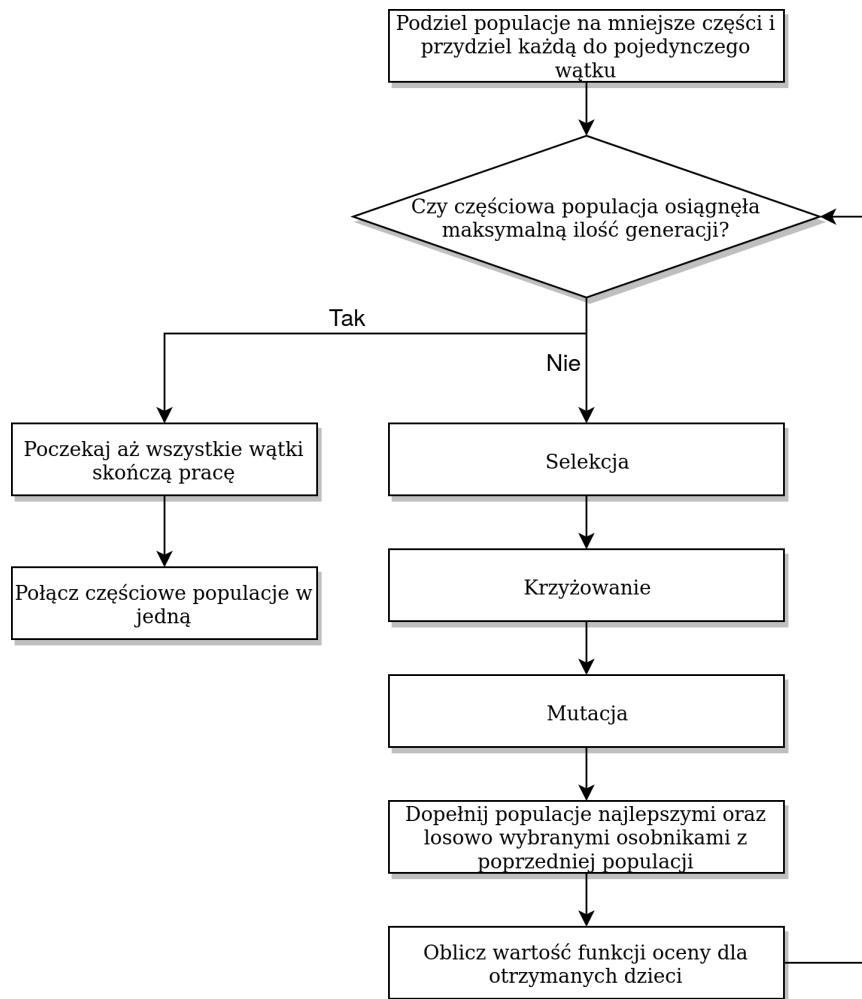 Podziel populacje na mniejsze części i
przydziel każdą do pojedynczego
wątku
Czy częściowa populacja osiągnęła
maksymalną ilość generacji?
Tak
Nie
Poczekaj aż wszystkie wątki
skończą pracę
Połącz częściowe populacje w
jedną
Selekcja
Krzyżowanie
Mutacja
Dopełnij populacje najlepszymi oraz
losowo wybranymi osobnikami z
poprzedniej populacji
Oblicz wartość funkcji oceny dla
otrzymanych dzieci